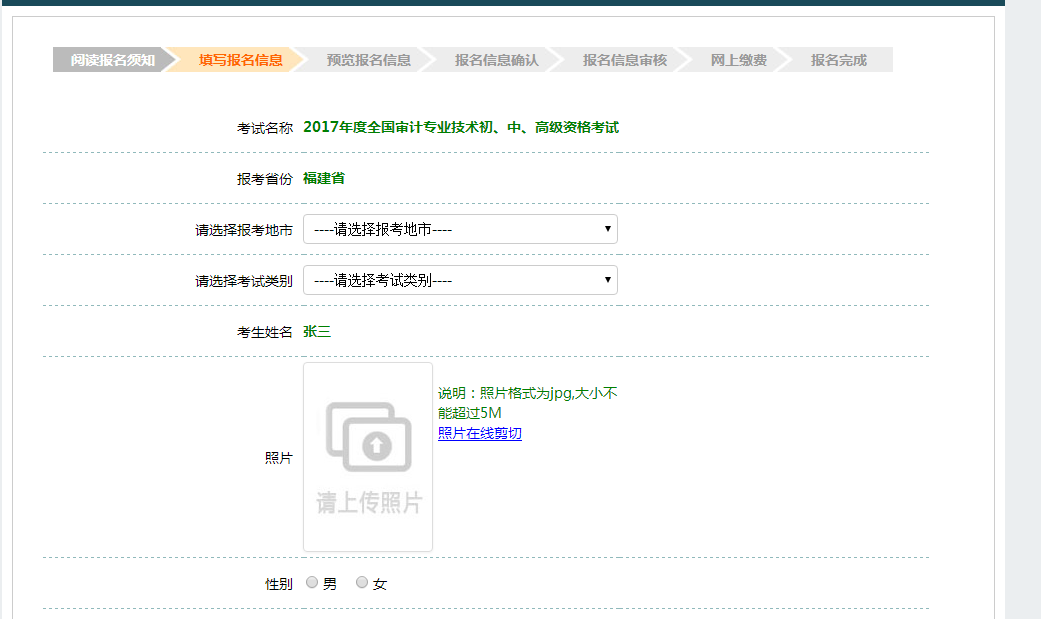 阅读报名须知 填写报名信息 预览报名信息 报名信息确认 报名信息审核 网上缴费 报名完成
考试名称 2017年度全国审计专业技术初、中、高级资格考试
报考省份 福建省
请选择报考地市 ----请选择报考地市----
请选择考试类别 ----请选择考试类别----
考生姓名 张三
说明：照片格式为jpg,大小不
能超过5M
照片在线剪切
照片
请上传照片
性别 男 女